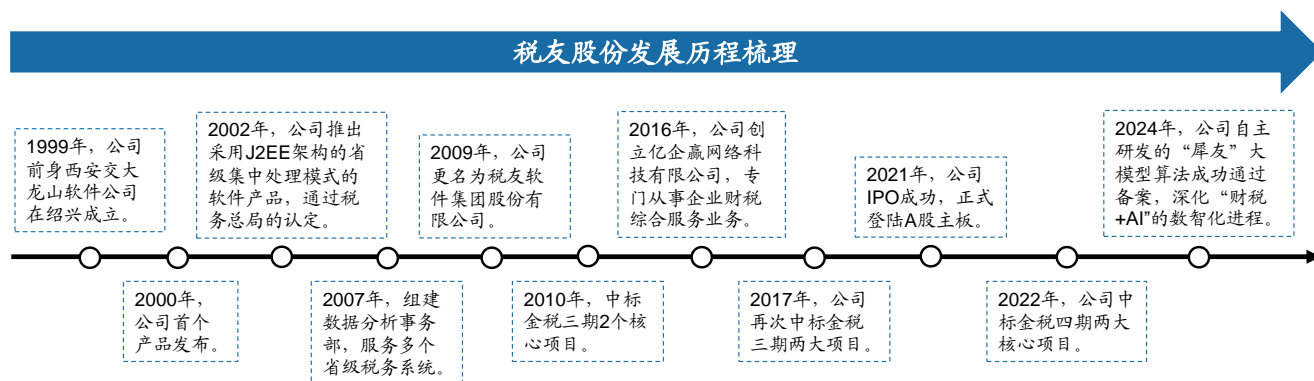 税友股份发展历程梳理
1999年，公司
前身西安交大
龙山软件公司
在绍兴成立。
2000年，
公司首个
产品发布。
2002年，公司推出
采用J2EE架构的省
级集中处理模式的
软件产品，通过税
务总局的认定。
2007年，组建
数据分析事务
部，服务多个
省级税务系统。
2009年，公司
更名为税友软
件集团股份有
限公司。
2010年，中标
金税三期2个核
心项目。
2016年，公司创
立亿企赢网络科
技有限公司，专
门从事企业财税
综合服务业务。
2017年，公司
再次中标金税
三期两大项目。
2021年，公司
IPO成功，正式
登陆A股主板。
2022年，公司中
标金税四期两大
核心项目。
2024年，公司自主
研发的“犀友”大
模型算法成功通过
备案，深化“财税
+AI”的数智化进程。